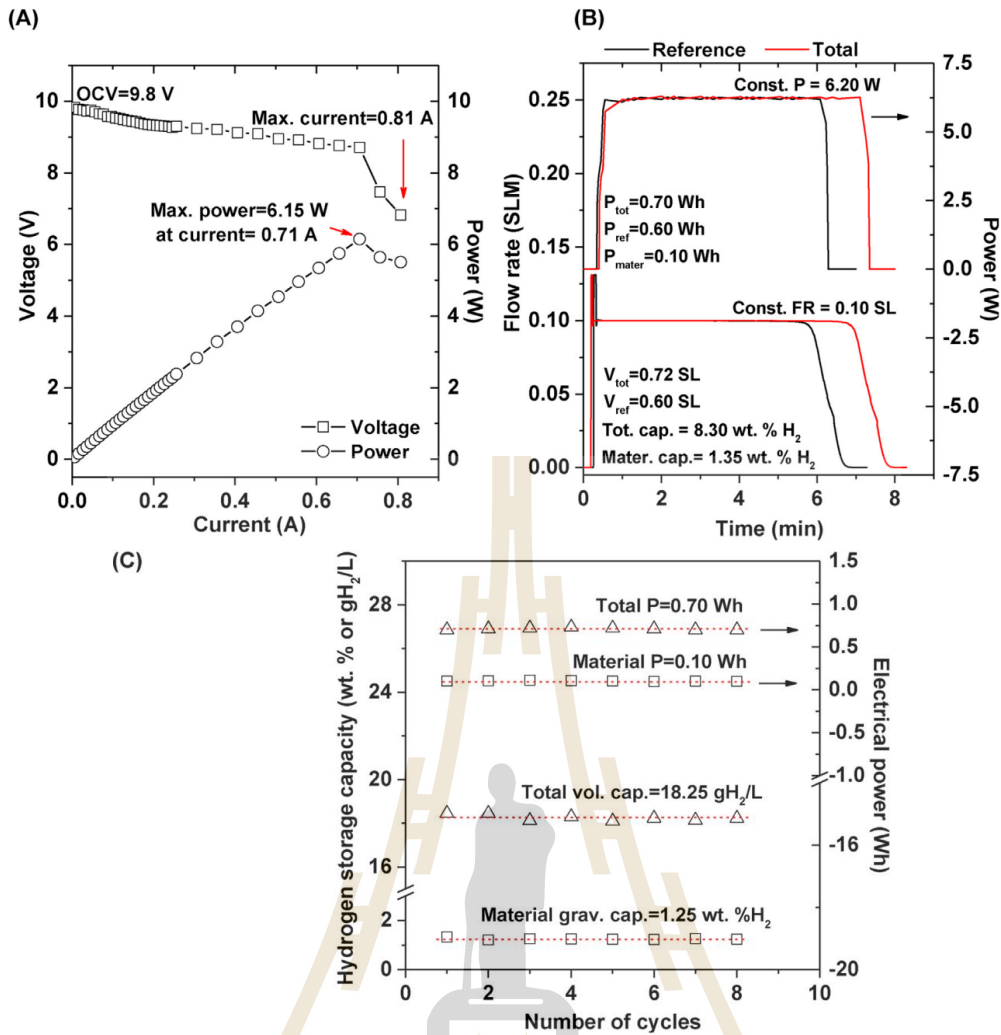 (A)
OCV=9.8 V
Max. current=0.81 A
Max. power=6.15 W
at current= 0.71 A
Voltage
Power
10
8
6
4
2
0
Voltage (V)
10
8
6
4
2
0
Power (W)
0.0 0.2 0.4 0.6 0.8
Current (A)
(B)
Reference Total
Const. P = 6.20 W
P_tot=0.70 Wh
P_ref=0.60 Wh
P_mater=0.10 Wh
Const. FR = 0.10 SL
V_tot=0.72 SL
V_ref=0.60 SL
Tot. cap. = 8.30 wt. % H₂
Mater. cap.= 1.35 wt. % H₂
0.25
0.20
0.15
0.10
0.05
0.00
Flow rate (SLM)
7.5
5.0
2.5
0.0
-2.5
-5.0
-7.5
Power (W)
0 2 4 6 8
Time (min)
(C)
Total P=0.70 Wh
Material P=0.10 Wh
Total vol. cap.=18.25 gH₂/L
Material grav. cap.=1.25 wt. %H₂
28
24
20
16
2
0
Hydrogen storage capacity (wt. % or gH₂/L)
1.5
1.0
0.5
0.0
-0.5
-1.0
-16
-20
Electrical power (Wh)
0 2 4 6 8 10
Number of cycles